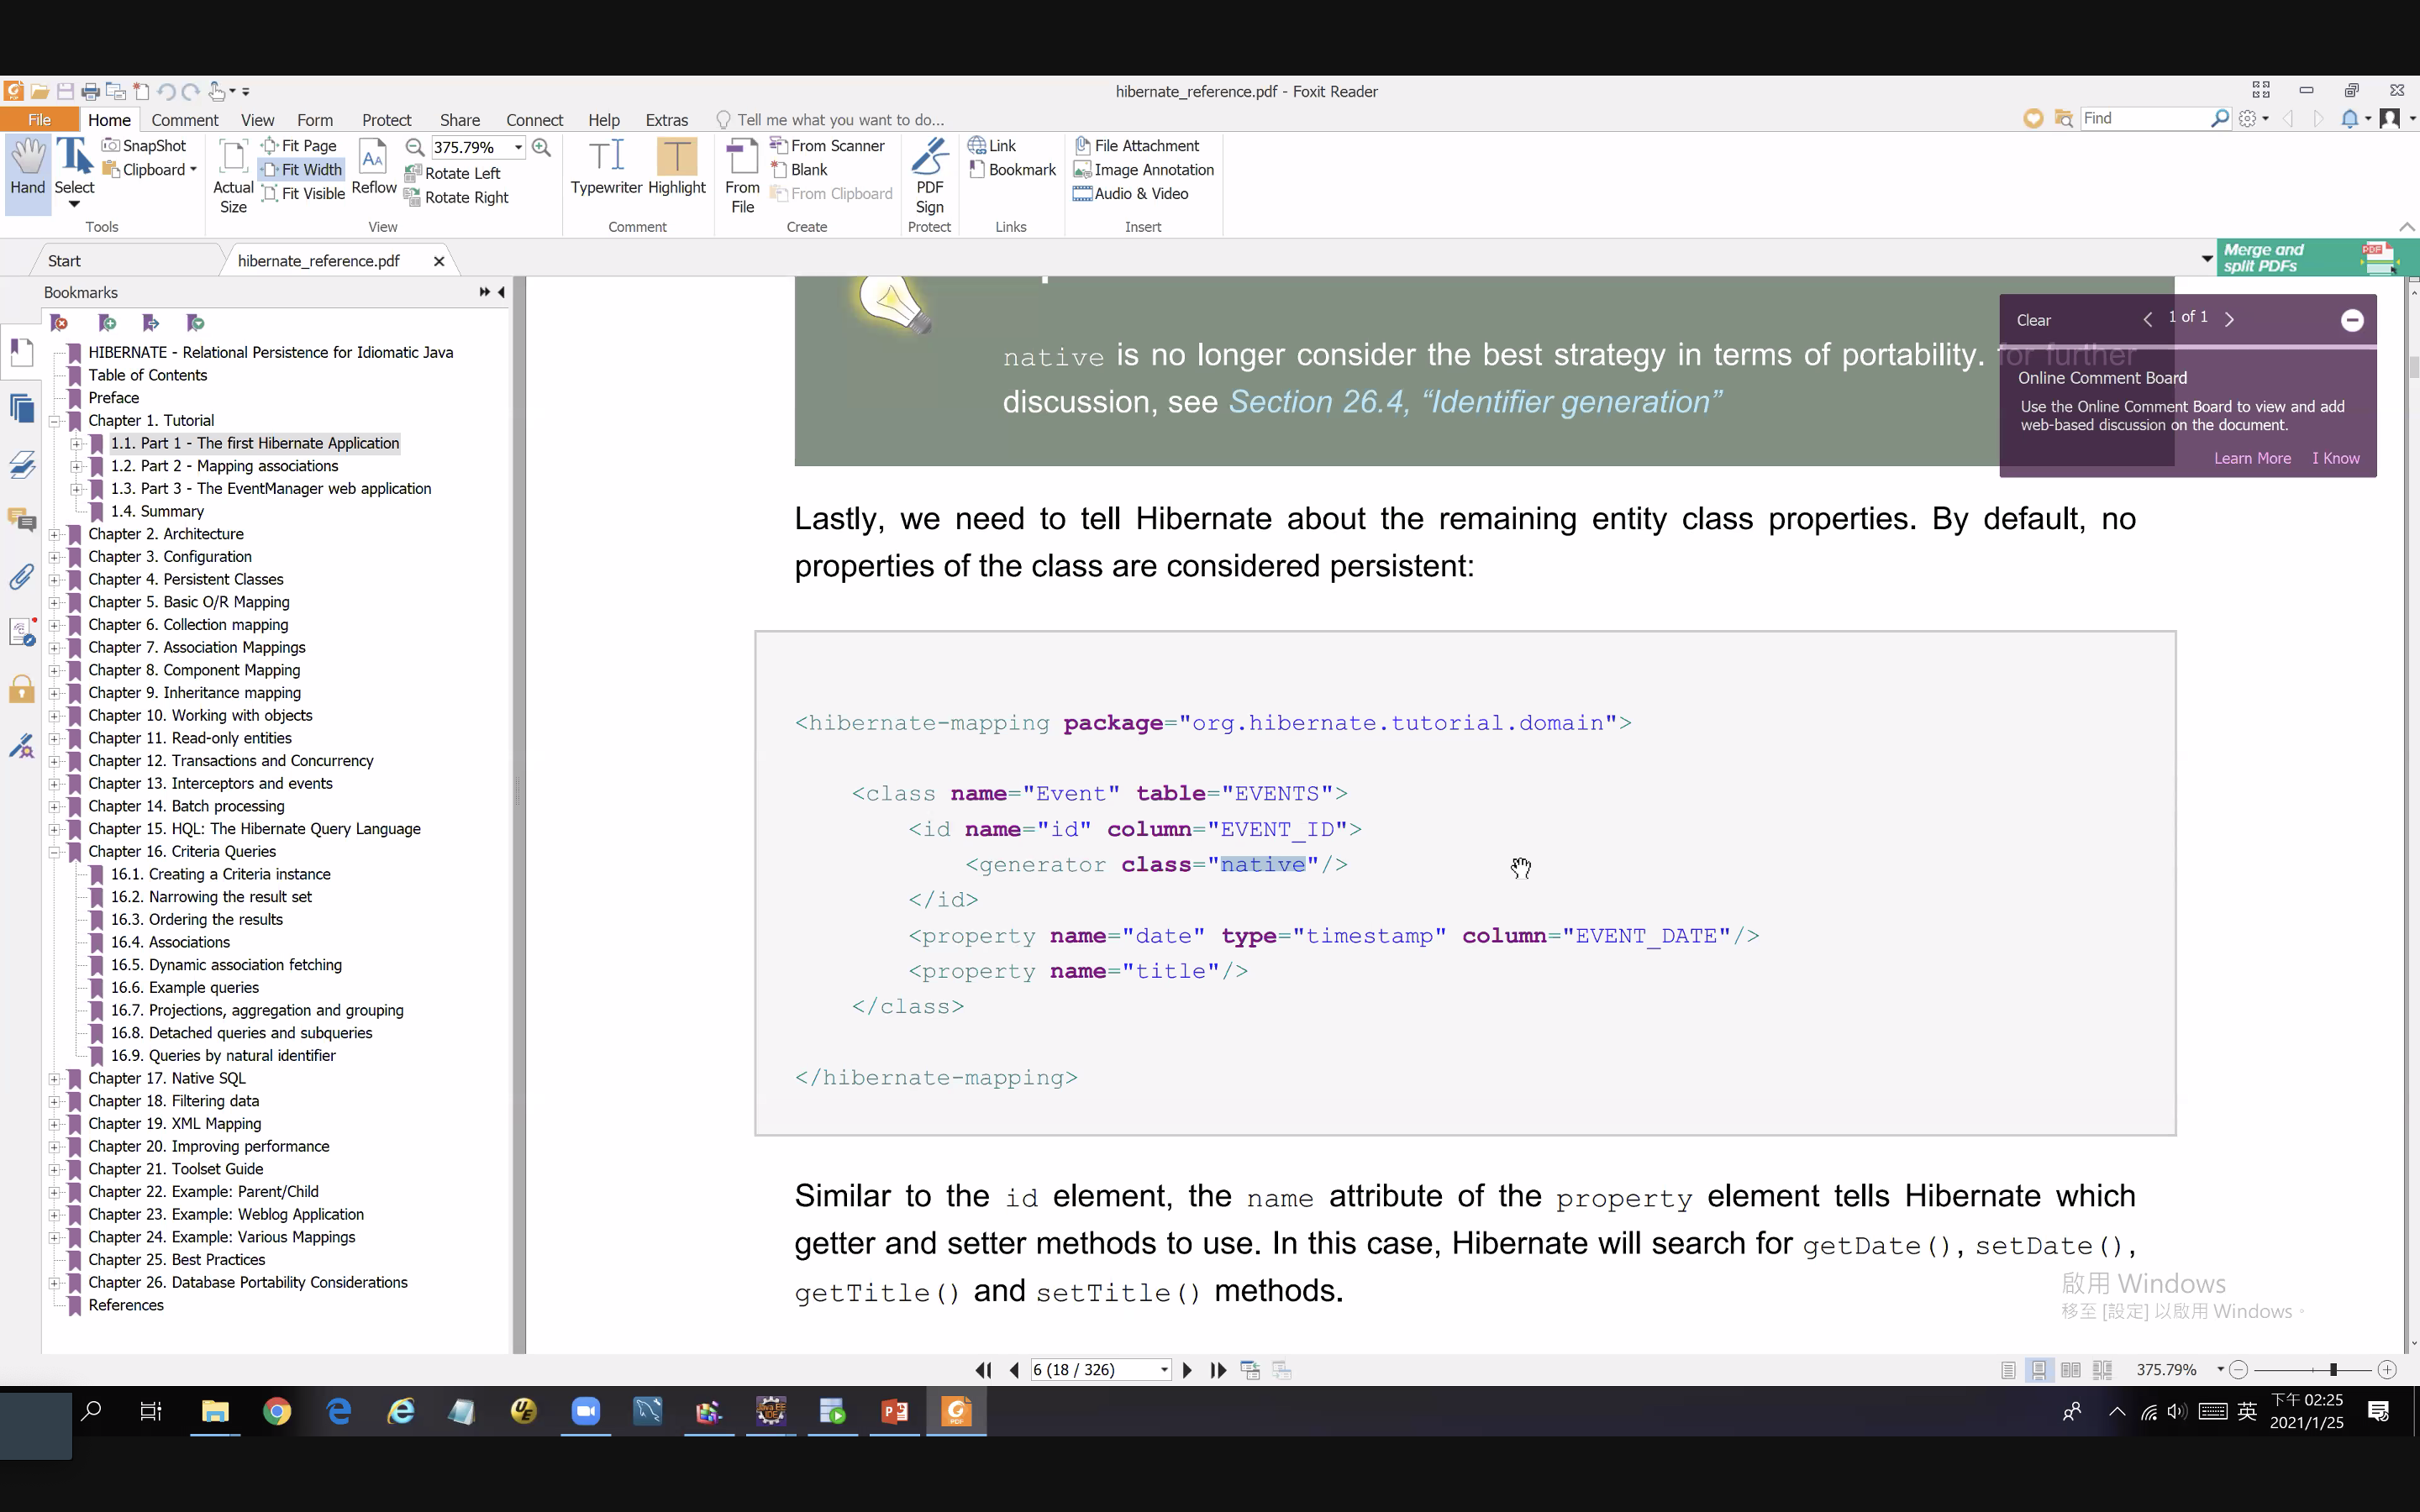 hibernate_reference.pdf - Foxit Reader
File Home Comment View Form Protect Share Connect Help Extras Tell me what you want to do... Find
Hand
Select
SnapShot
Clipboard
Tools
Actual Size
Fit Page
Fit Width
Fit Visible
Reflow
375.79%
Rotate Left
Rotate Right
View
Typewriter
Highlight
Comment
From File
From Scanner
Blank
From Clipboard
Create
PDF Sign
Protect
Link
Bookmark
Links
File Attachment
Image Annotation
Audio & Video
Insert
Start
hibernate_reference.pdf
Merge and
split PDFs
PDF
Bookmarks
HIBERNATE - Relational Persistence for Idiomatic Java
Table of Contents
Preface
Chapter 1. Tutorial
1.1. Part 1 - The first Hibernate Application
1.2. Part 2 - Mapping associations
1.3. Part 3 - The EventManager web application
1.4. Summary
Chapter 2. Architecture
Chapter 3. Configuration
Chapter 4. Persistent Classes
Chapter 5. Basic O/R Mapping
Chapter 6. Collection mapping
Chapter 7. Association Mappings
Chapter 8. Component Mapping
Chapter 9. Inheritance mapping
Chapter 10. Working with objects
Chapter 11. Read-only entities
Chapter 12. Transactions and Concurrency
Chapter 13. Interceptors and events
Chapter 14. Batch processing
Chapter 15. HQL: The Hibernate Query Language
Chapter 16. Criteria Queries
16.1. Creating a Criteria instance
16.2. Narrowing the result set
16.3. Ordering the results
16.4. Associations
16.5. Dynamic association fetching
16.6. Example queries
16.7. Projections, aggregation and grouping
16.8. Detached queries and subqueries
16.9. Queries by natural identifier
Chapter 17. Native SQL
Chapter 18. Filtering data
Chapter 19. XML Mapping
Chapter 20. Improving performance
Chapter 21. Toolset Guide
Chapter 22. Example: Parent/Child
Chapter 23. Example: Weblog Application
Chapter 24. Example: Various Mappings
Chapter 25. Best Practices
Chapter 26. Database Portability Considerations
References
native is no longer consider the best strategy in terms of portability. for further
discussion, see Section 26.4, “Identifier generation”
Clear 1 of 1
Online Comment Board
Use the Online Comment Board to view and add
web-based discussion on the document.
Learn More I Know
Lastly, we need to tell Hibernate about the remaining entity class properties. By default, no
properties of the class are considered persistent:
<hibernate-mapping package="org.hibernate.tutorial.domain">
<class name="Event" table="EVENTS">
<id name="id" column="EVENT_ID">
<generator class="native"/>
</id>
<property name="date" type="timestamp" column="EVENT_DATE"/>
<property name="title"/>
</class>
</hibernate-mapping>
Similar to the id element, the name attribute of the property element tells Hibernate which
getter and setter methods to use. In this case, Hibernate will search for getDate(), setDate(),
getTitle() and setTitle() methods.
啟用 Windows
移至 [設定] 以啟用 Windows。
6 (18 / 326)
375.79%
英
下午 02:25
2021/1/25